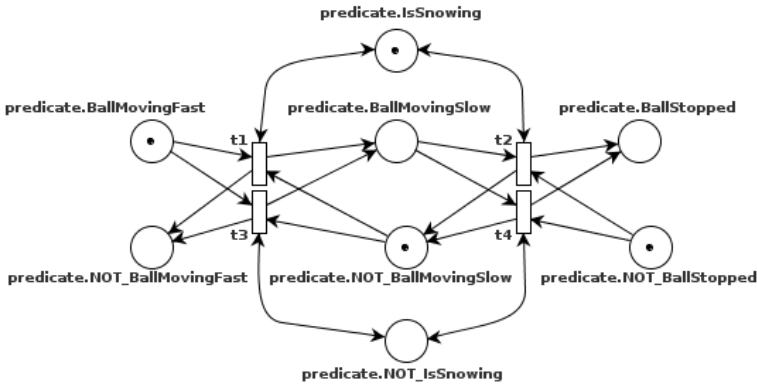 predicate.IsSnowing
predicate.BallMovingFast
predicate.BallMovingSlow
predicate.BallStopped
t1
t2
t3
t4
predicate.NOT_BallMovingFast
predicate.NOT_BallMovingSlow
predicate.NOT_BallStopped
predicate.NOT_IsSnowing